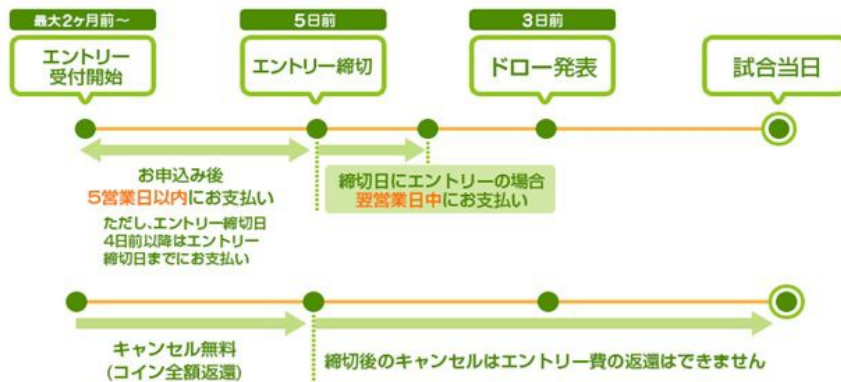 最大2ヶ月前～
5日前
3日前
エントリー
受付開始
エントリー締切
ドロー発表
試合当日
お申込み後
5営業日以内にお支払い
ただし、エントリー締切日
4日前以降はエントリー
締切日までにお支払い
締切日にエントリーの場合
翌営業日中にお支払い
キャンセル無料
(コイン全額返還)
締切後のキャンセルはエントリー費の返還はできません